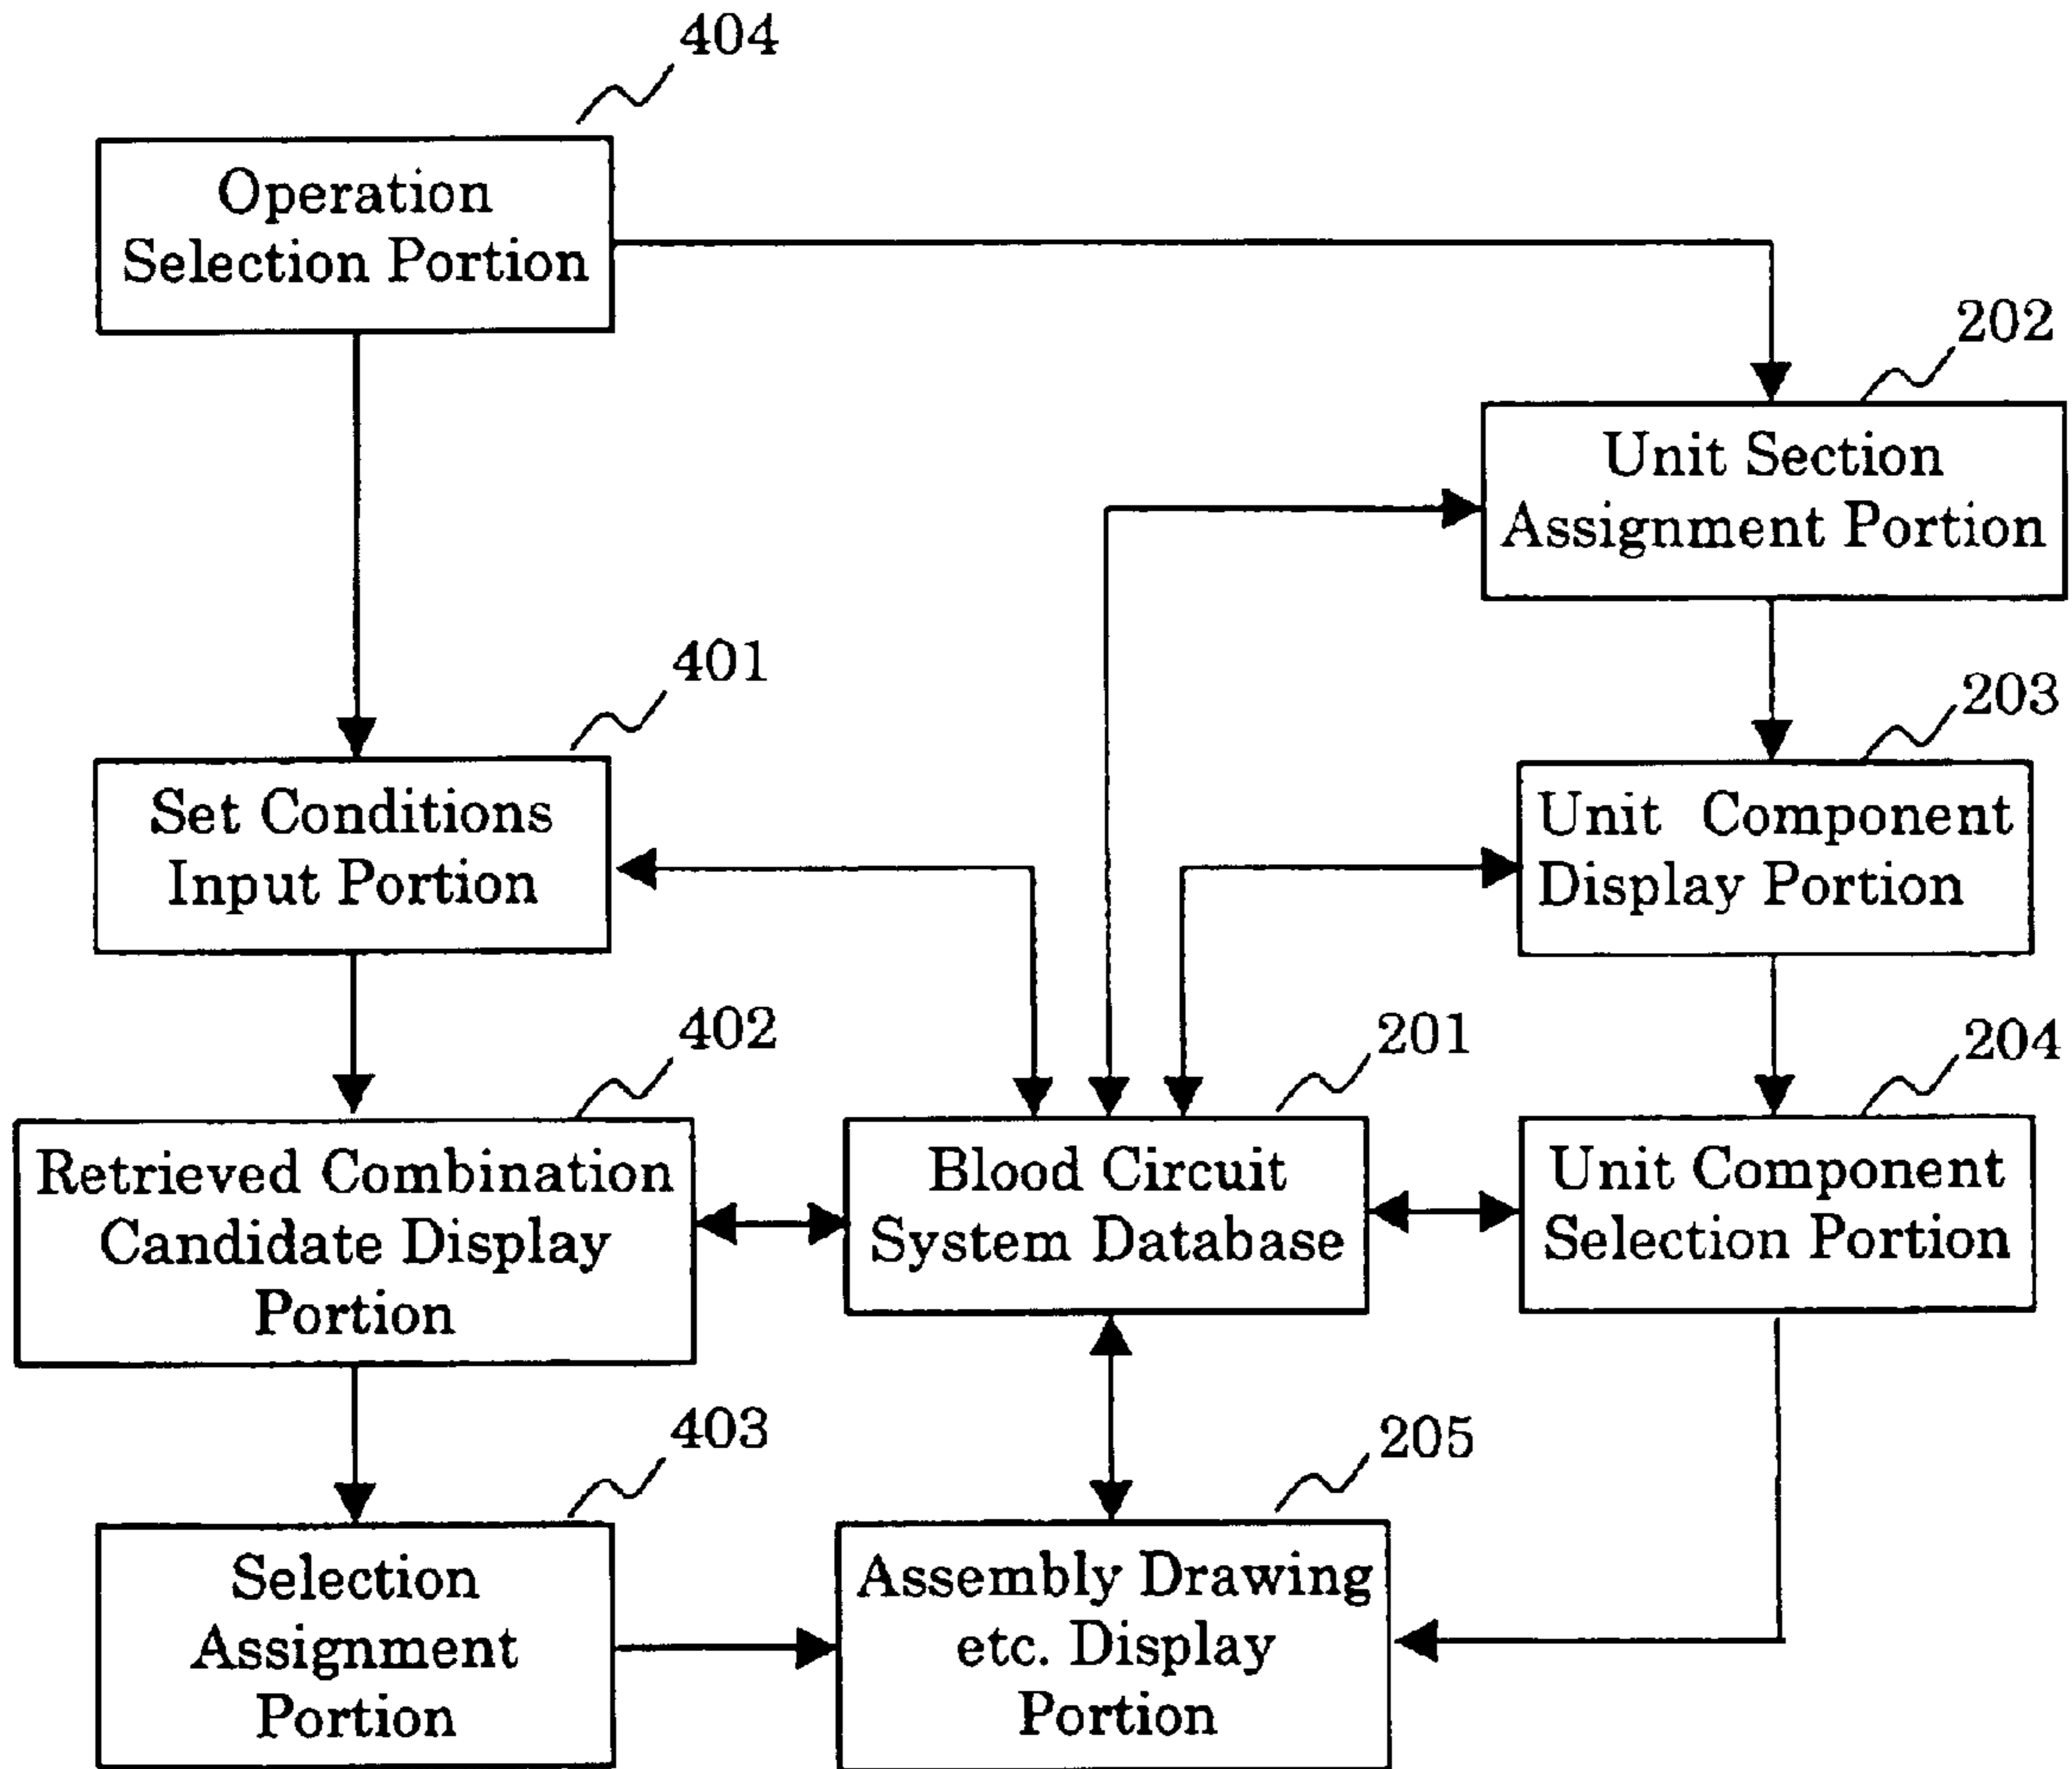 404
Operation
Selection Portion
202
Unit Section
Assignment Portion
401
Set Conditions
Input Portion
203
Unit Component
Display Portion
402
Retrieved Combination
Candidate Display
Portion
201
Blood Circuit
System Database
204
Unit Component
Selection Portion
403
Selection
Assignment
Portion
205
Assembly Drawing
etc. Display
Portion